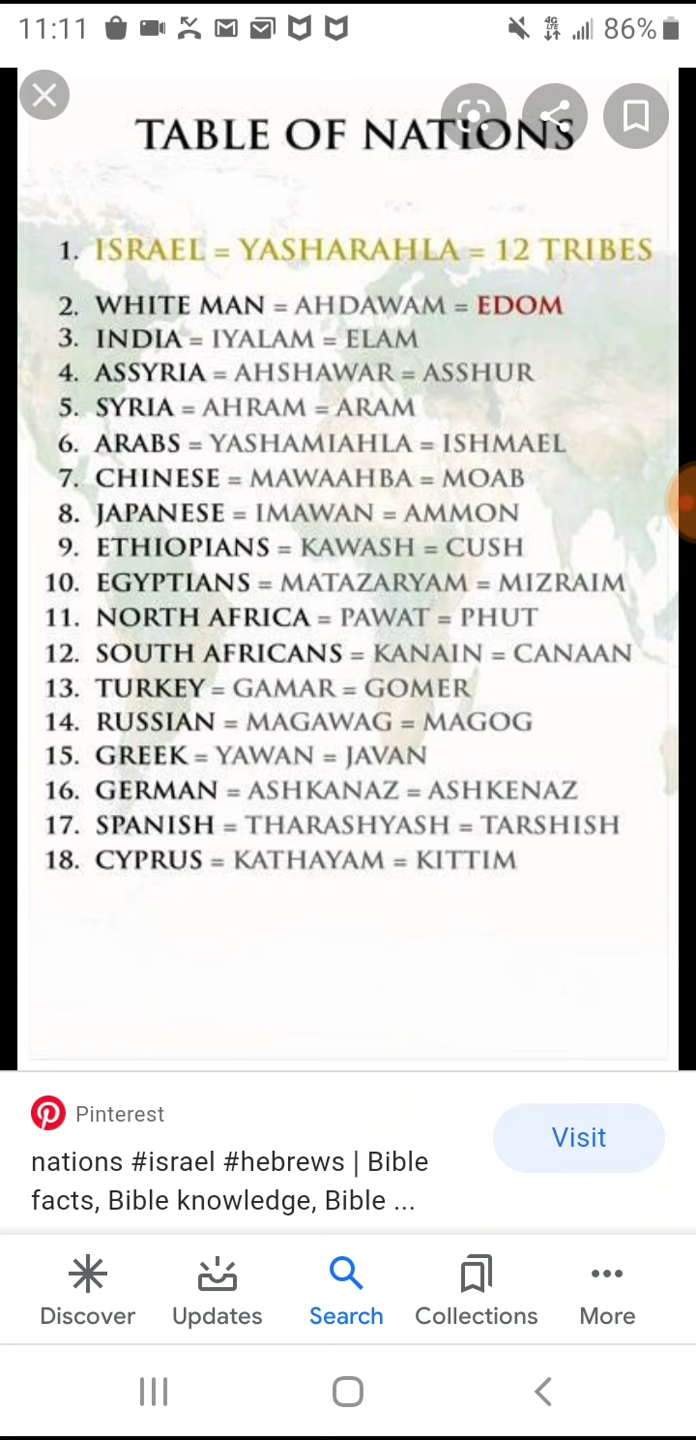 11:11 86%
TABLE OF NATIONS
1. ISRAEL = YASHARAHLA = 12 TRIBES
2. WHITE MAN = AHDAWAM = EDOM
3. INDIA = IYALAM = ELAM
4. ASSYRIA = AHSHAWAR = ASSHUR
5. SYRIA = AHRAM = ARAM
6. ARABS = YASHAMIAHLA = ISHMAEL
7. CHINESE = MAWAAHBA = MOAB
8. JAPANESE = IMAWAN = AMMON
9. ETHIOPIANS = KAWASH = CUSH
10. EGYPTIANS = MATAZARYAM = MIZRAIM
11. NORTH AFRICA = PAWAT = PHUT
12. SOUTH AFRICANS = KANAIN = CANAAN
13. TURKEY = GAMAR = GOMER
14. RUSSIAN = MAGAWAG = MAGOG
15. GREEK = YAWAN = JAVAN
16. GERMAN = ASHKANAZ = ASHKENAZ
17. SPANISH = THARASHYASH = TARSHISH
18. CYPRUS = KATHAYAM = KITTIM
Pinterest
Visit
nations #israel #hebrews | Bible
facts, Bible knowledge, Bible ...
Discover Updates Search Collections More